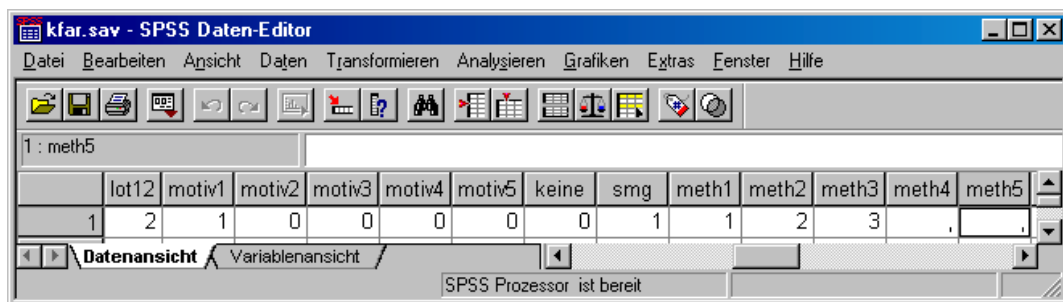 kfar.sav - SPSS Daten-Editor
Datei Bearbeiten Ansicht Daten Transformieren Analysieren Grafiken Extras Fenster Hilfe
1 : meth5
lot12 motiv1 motiv2 motiv3 motiv4 motiv5 keine smg meth1 meth2 meth3 meth4 meth5
1 2 1 0 0 0 0 0 1 1 2 3 , ,
Datenansicht Variablenansicht
SPSS Prozessor ist bereit